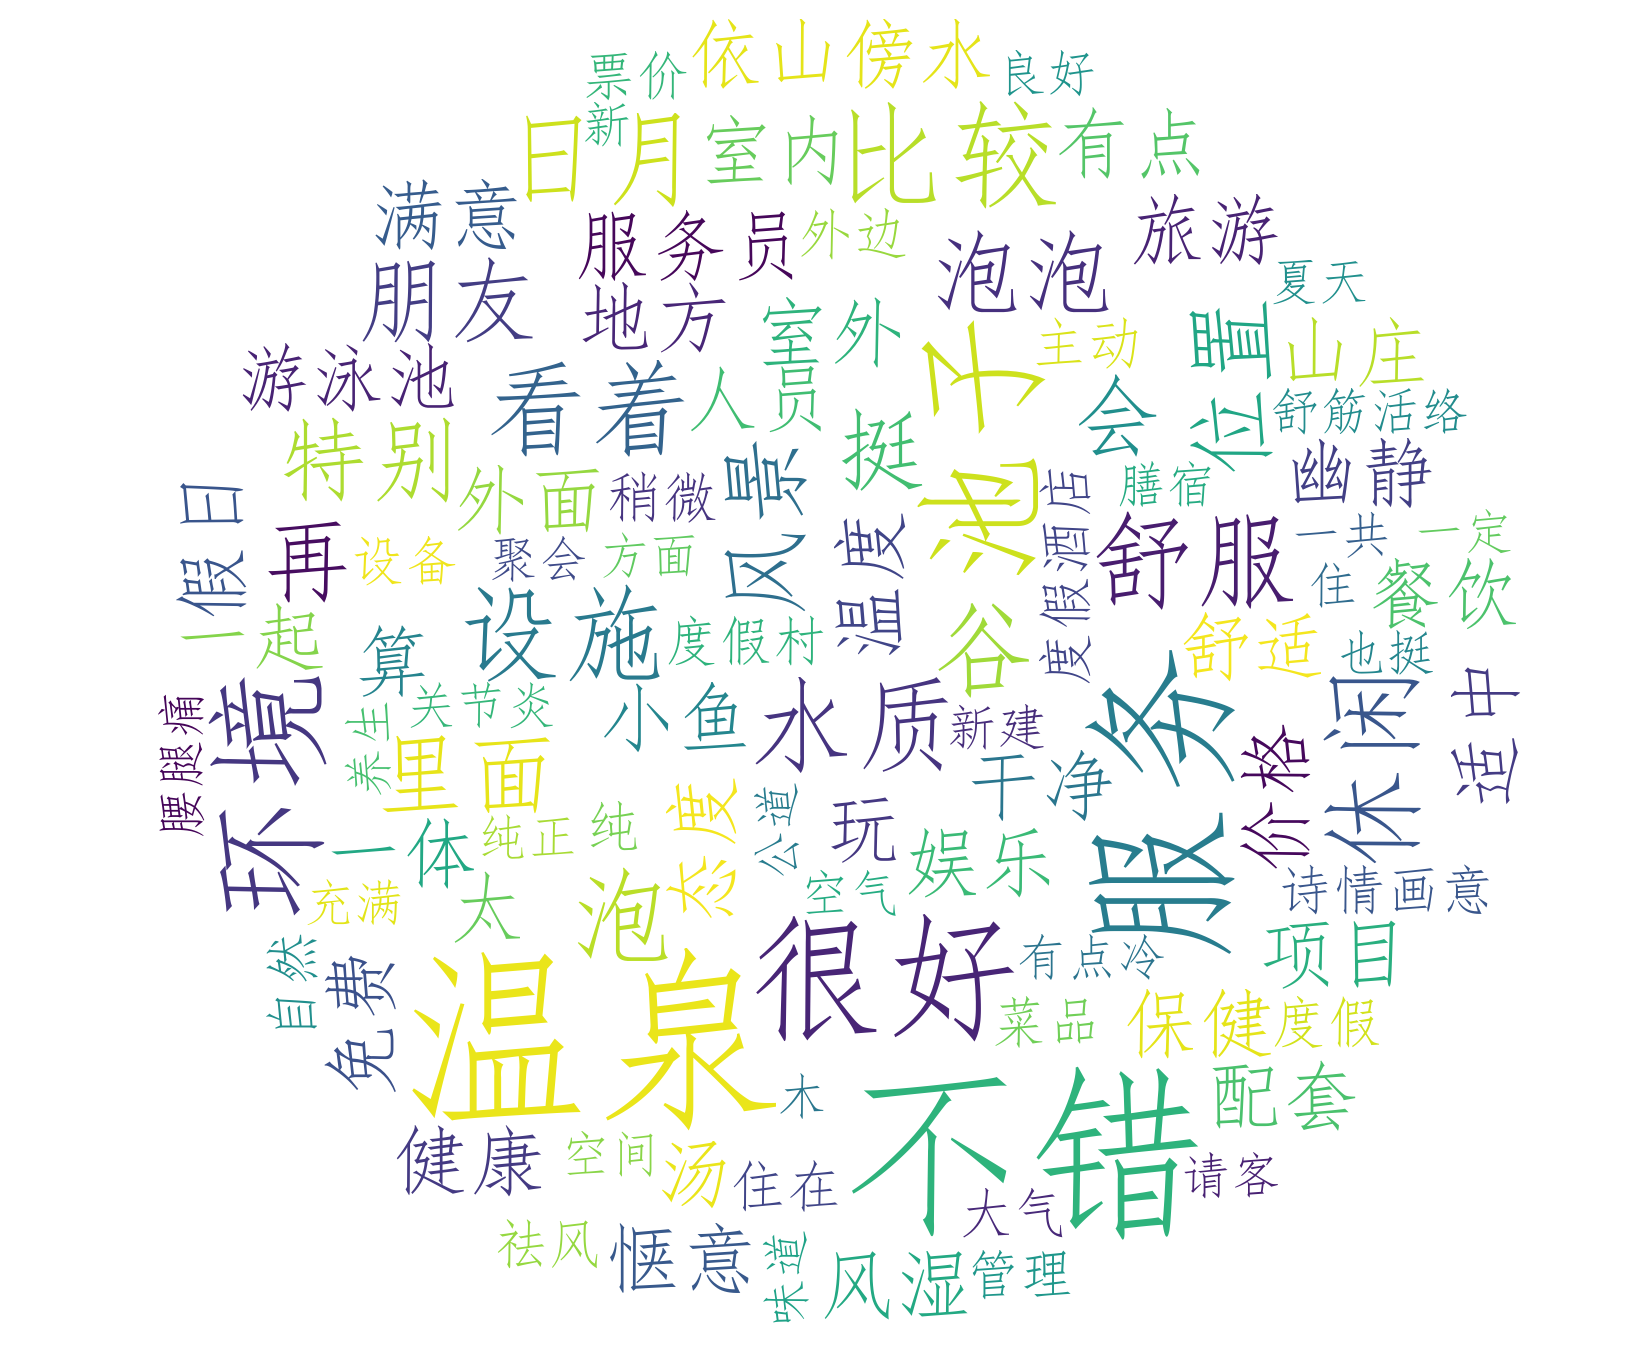 依山傍水
票价
良好
新
日月
室内
比较
有点
满意
服务员
外边
泡泡
旅游
朋友
地方
室外
夏天
游泳池
看着
人员
主动
位置
山庄
池子
会
舒筋活络
特别
外面
稍微
风景
挺
膳宿
幽静
假日
再
设备
聚会
方面
温度
度假酒店
舒服
一共
一定
住
餐饮
一起
算
设施
度假村
谷
舒适
也挺
环境
腰腿痛
养生
关节炎
小鱼
水质
新建
服务
休闲
适中
里面
干净
价格
一体
纯正
纯
态度
公道
玩
娱乐
充满
太
泡
空气
诗情画意
自然
免费
温泉
很好
有点冷
项目
菜品
保健
度假
木
不错
配套
健康
空间
汤
住在
大气
请客
祛风
惬意
味道
风湿
管理